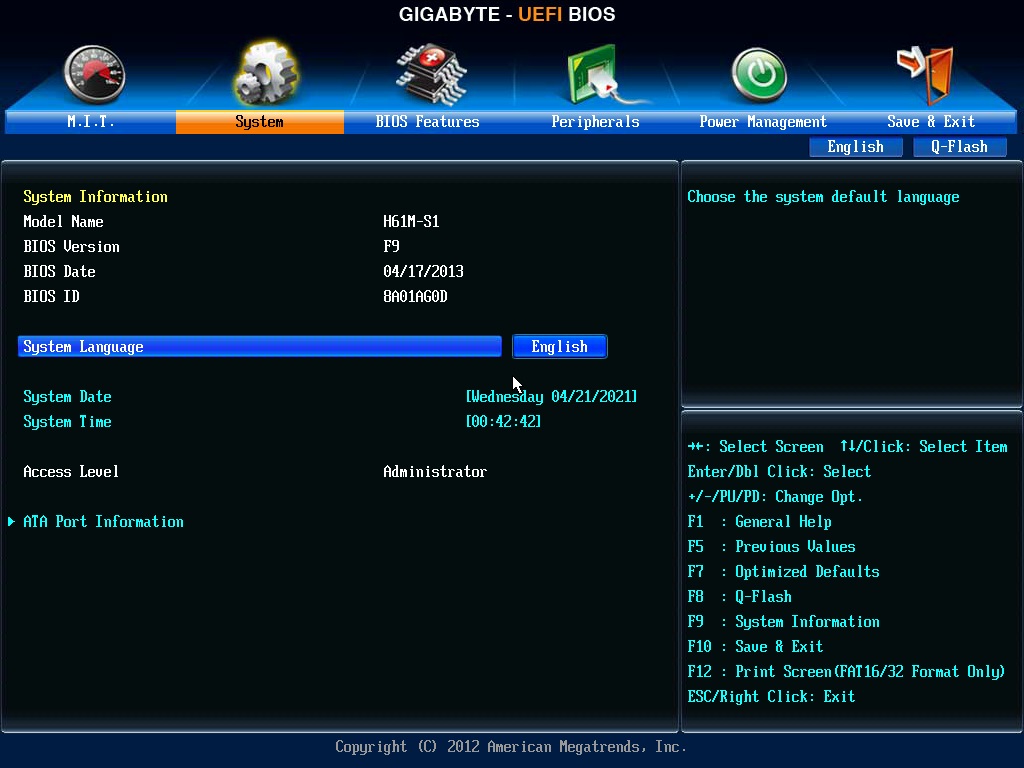 GIGABYTE - UEFI BIOS
M.I.T. System BIOS Features Peripherals Power Management Save & Exit
English Q-Flash
System Information
Model Name H61M-S1
BIOS Version F9
BIOS Date 04/17/2013
BIOS ID 8A01AG0D
System Language English
System Date [Wednesday 04/21/2021]
System Time [00:42:42]
Access Level Administrator
ATA Port Information
Choose the system default language
→←: Select Screen ↑↓/Click: Select Item
Enter/Dbl Click: Select
+/-/PU/PD: Change Opt.
F1 : General Help
F5 : Previous Values
F7 : Optimized Defaults
F8 : Q-Flash
F9 : System Information
F10 : Save & Exit
F12 : Print Screen(FAT16/32 Format Only)
ESC/Right Click: Exit
Copyright (C) 2012 American Megatrends, Inc.